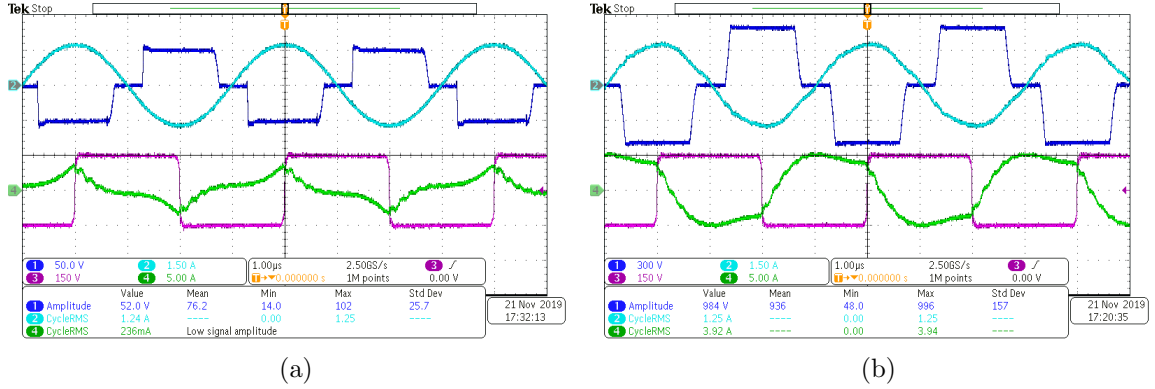 Tek Stop
T
2
4
1 50.0 V 2 1.50 A
3 150 V 4 5.00 A
1.00µs 2.50GS/s 3
T→▼0.000000 s 1M points 0.00 V
Value Mean Min Max Std Dev
1 Amplitude 52.0 V 76.2 14.0 102 25.7
2 CycleRMS 1.24 A ---- 0.00 1.25 ----
4 CycleRMS 236mA Low signal amplitude
21 Nov 2019
17:32:13
(a)
Tek Stop
T
2
4
1 300 V 2 1.50 A
3 150 V 4 5.00 A
1.00µs 2.50GS/s 3
T→▼0.000000 s 1M points 0.00 V
Value Mean Min Max Std Dev
1 Amplitude 984 V 936 48.0 996 157
2 CycleRMS 1.25 A ---- 0.00 1.25 ----
4 CycleRMS 3.92 A ---- 0.00 3.94 ----
21 Nov 2019
17:20:35
(b)